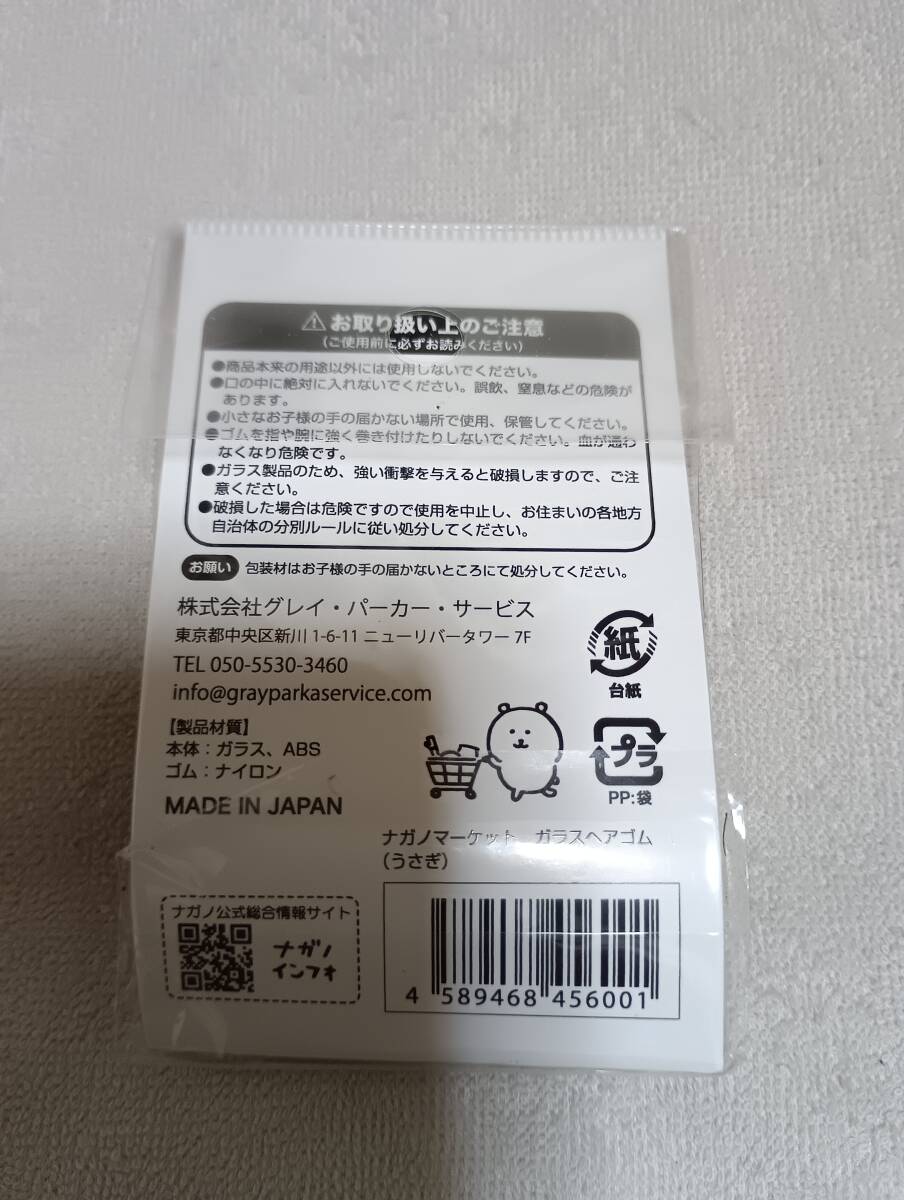 ⚠お取り扱い上のご注意
(ご使用前に必ずお読みください)
●商品本来の用途以外には使用しないでください。
●口の中に絶対に入れないでください。誤飲、窒息などの危険が
あります。
●小さなお子様の手の届かない場所で使用、保管してください。
●ゴムを指や腕に強く巻き付けたりしないでください。血が通わ
なくなり危険です。
●ガラス製品のため、強い衝撃を与えると破損しますので、ご注
意ください。
●破損した場合は危険ですので使用を中止し、お住まいの各地方
自治体の分別ルールに従い処分してください。
お願い 包装材はお子様の手の届かないところにて処分してください。
株式会社グレイ・パーカー・サービス
東京都中央区新川 1-6-11 ニューリバータワー 7F
TEL 050-5530-3460
info@grayparkaservice.com
紙
台紙
【製品材質】
本体：ガラス、ABS
ゴム：ナイロン
MADE IN JAPAN
プラ
PP:袋
ナガノマーケット ガラスヘアゴム
(うさぎ)
ナガノ公式総合情報サイト
ナガノ
インフォ
4 589468 456001